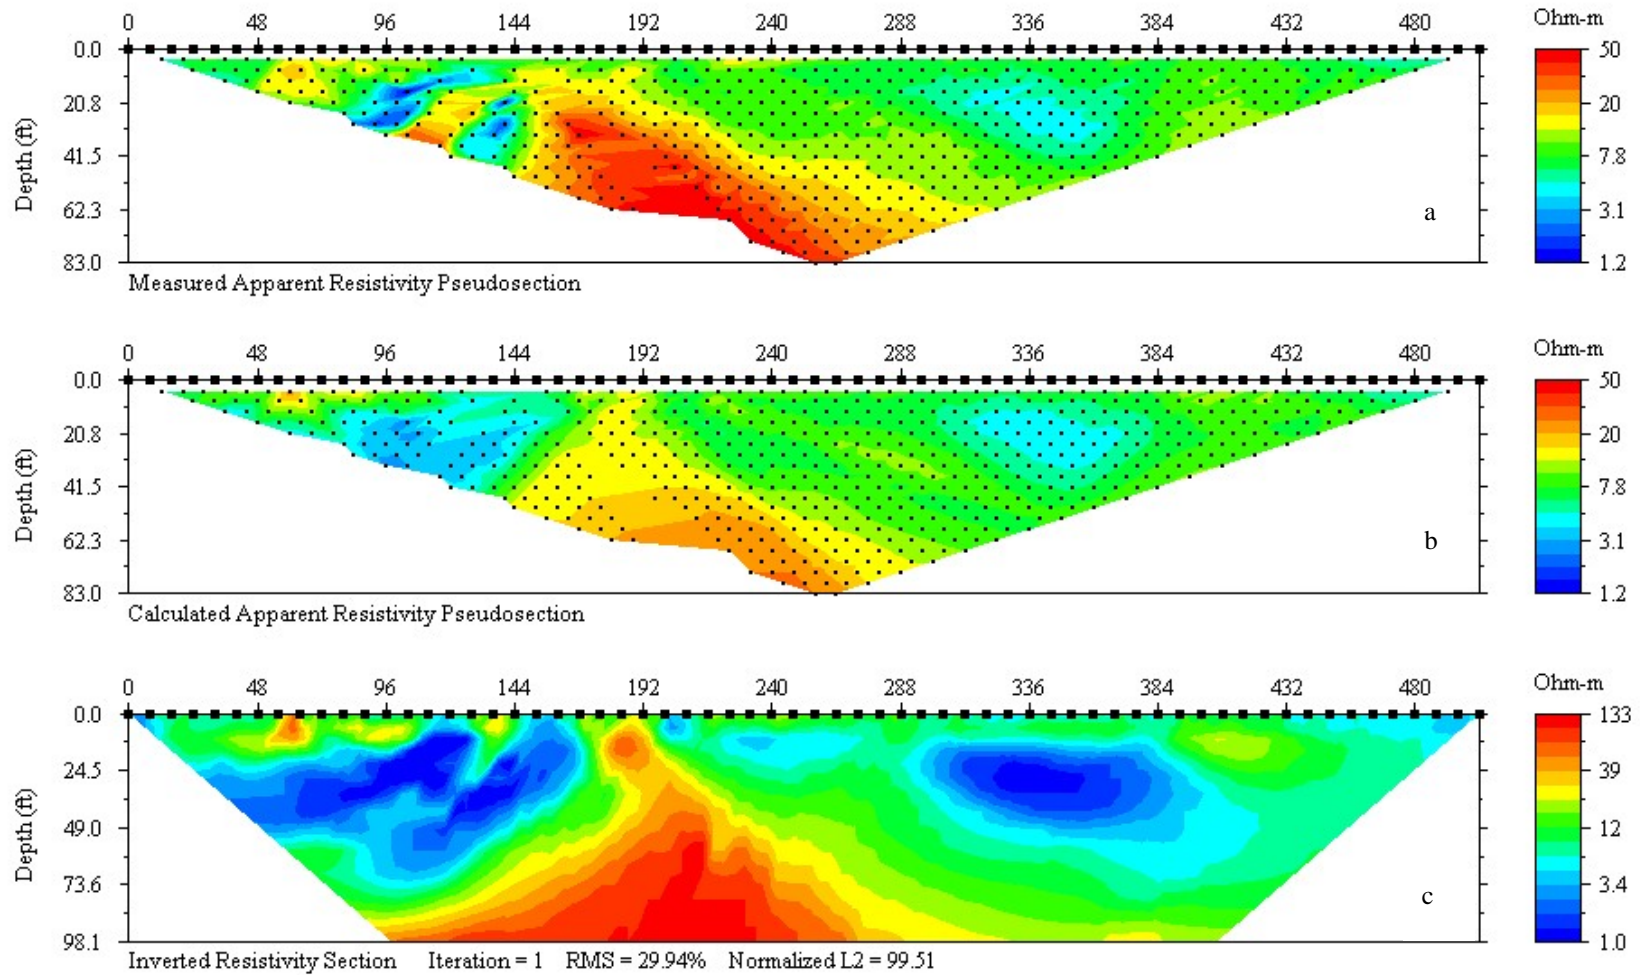 0 48 96 144 192 240 288 336 384 432 480
Ohm-m
Depth (ft)
0.0
20.8
41.5
62.3
83.0
50
20
7.8
3.1
1.2
a
Measured Apparent Resistivity Pseudosection
0 48 96 144 192 240 288 336 384 432 480
Ohm-m
Depth (ft)
0.0
20.8
41.5
62.3
83.0
50
20
7.8
3.1
1.2
b
Calculated Apparent Resistivity Pseudosection
0 48 96 144 192 240 288 336 384 432 480
Ohm-m
Depth (ft)
0.0
24.5
49.0
73.6
98.1
133
39
12
3.4
1.0
c
Inverted Resistivity Section Iteration = 1 RMS = 29.94% Normalized L2 = 99.51